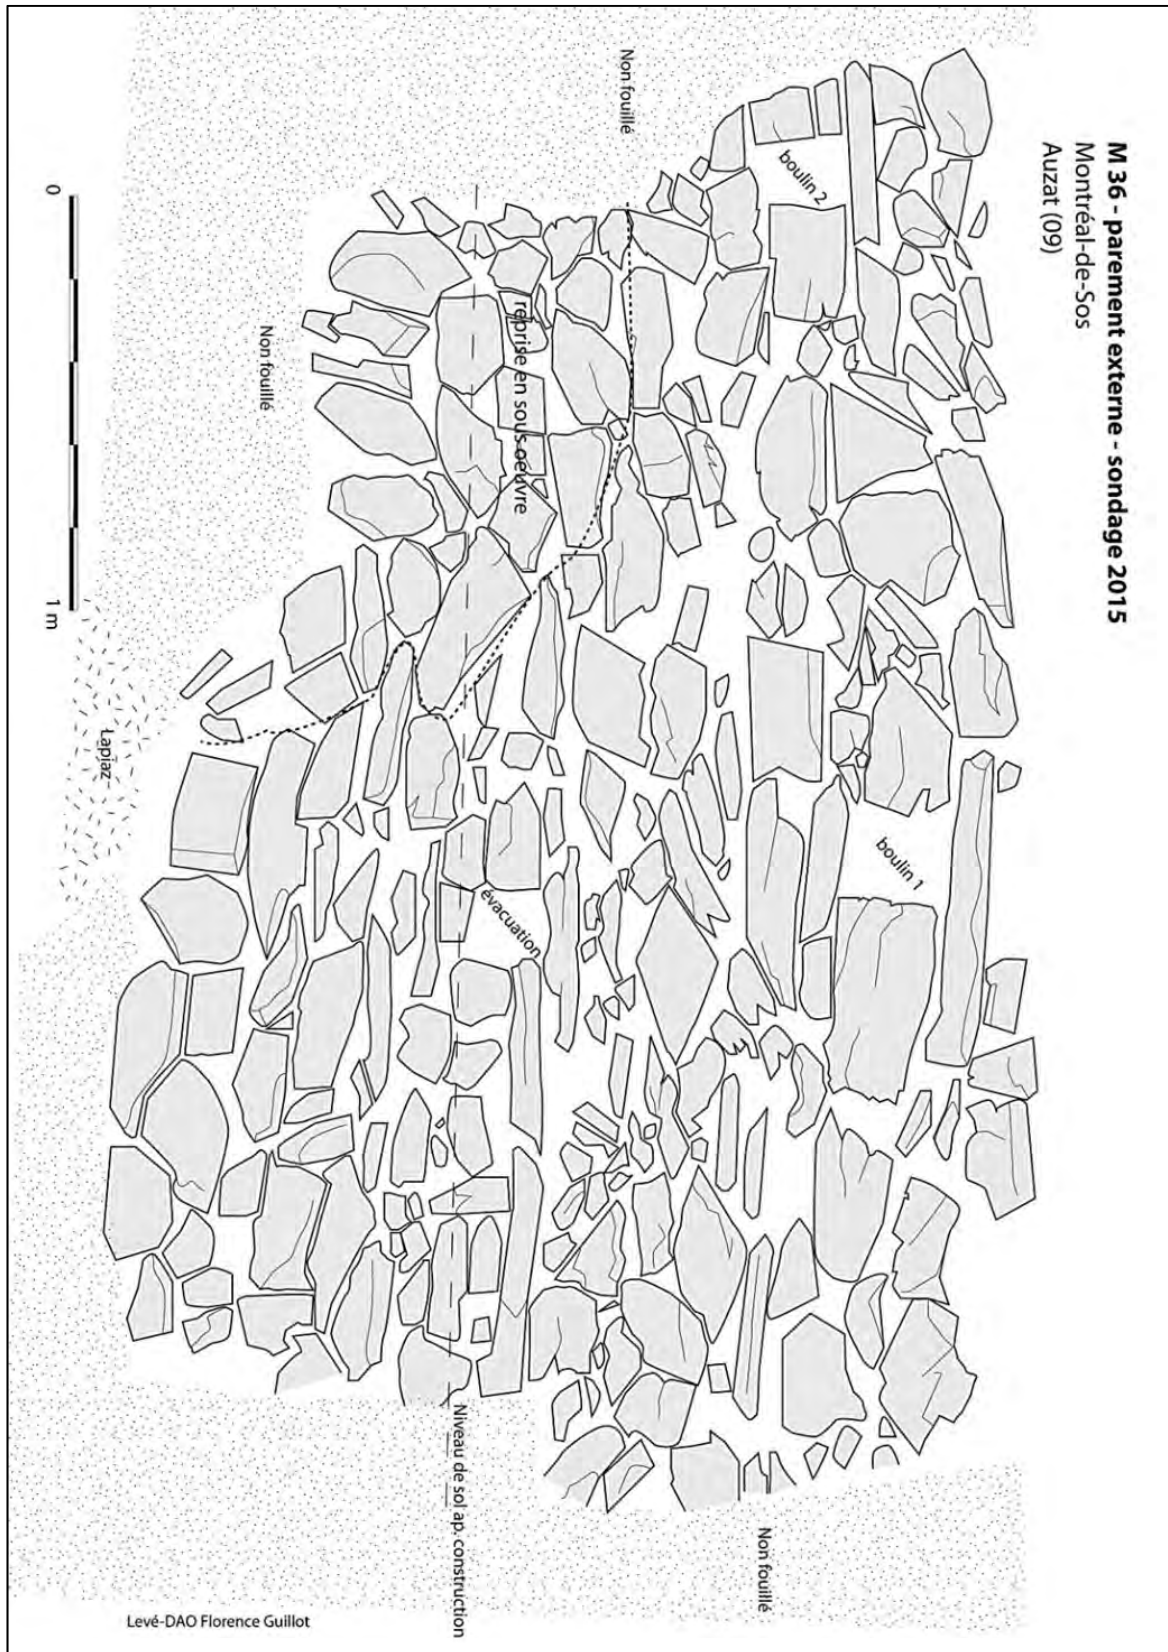 M 36 - parement externe - sondage 2015
Montréal-de-Sos
Auzat (09)
Non fouillé
boulin 2
boulin 1
Non fouillé
reprise en sous oeuvre
évacuation
Non fouillé
Niveau de sol ap. construction
Lapiaz
0
1 m
Levé-DAO Florence Guillot